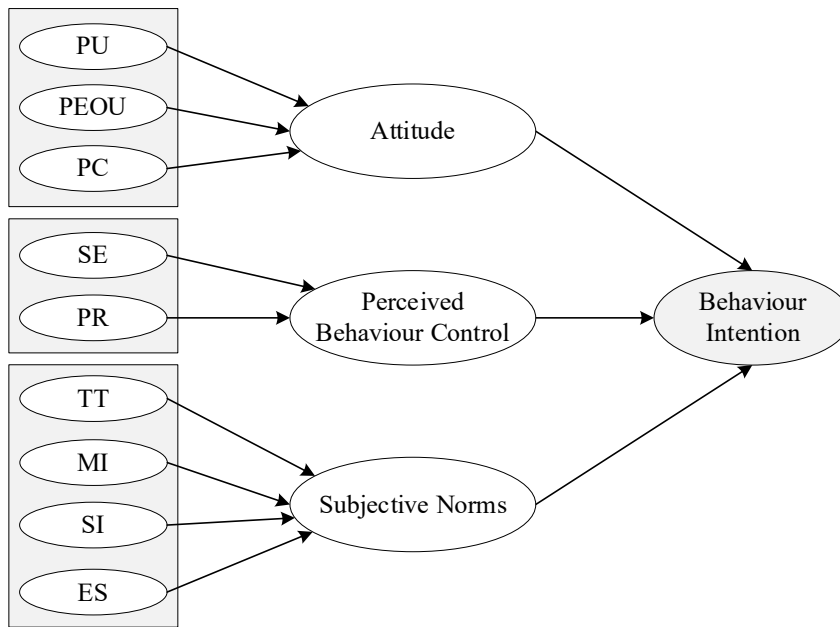 PU
PEOU
PC
Attitude
SE
PR
Perceived
Behaviour Control
Behaviour
Intention
TT
MI
SI
ES
Subjective Norms